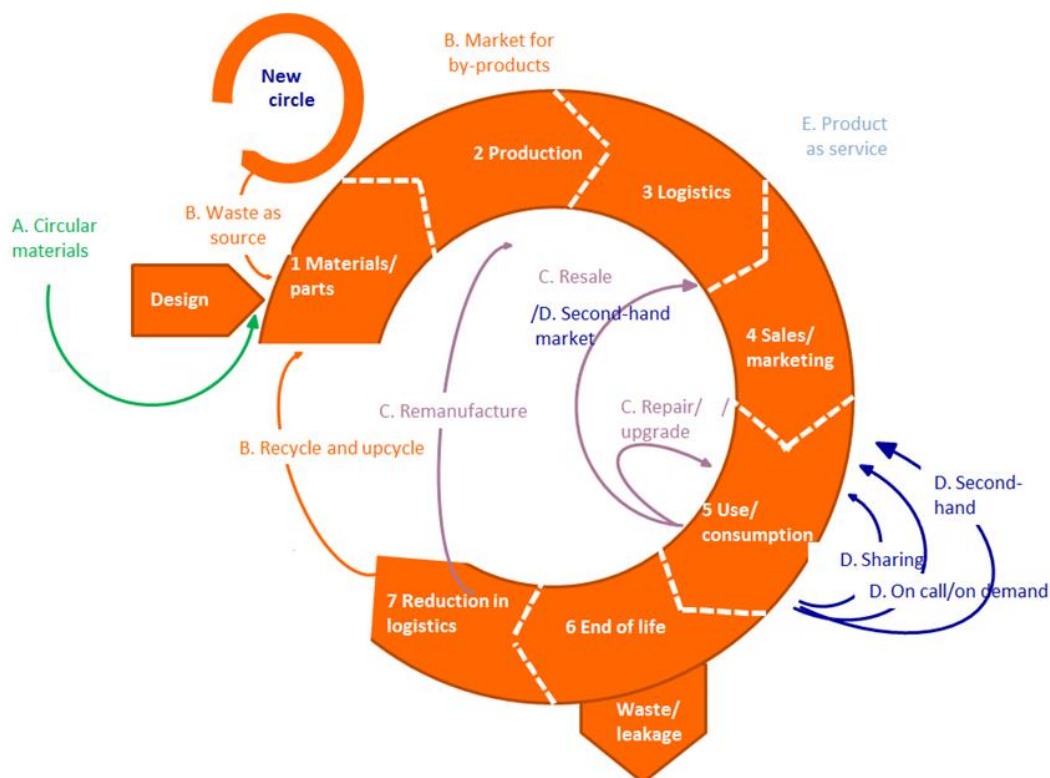 New
circle
B. Market for
by-products
E. Product
as service
2 Production
3 Logistics
B. Waste as
source
A. Circular
materials
1 Materials/
parts
Design
C. Resale
/D. Second-hand
market
4 Sales/
marketing
C. Remanufacture
C. Repair/ /
upgrade
B. Recycle and upcycle
D. Second-
hand
5 Use/
consumption
D. Sharing
D. On call/on demand
7 Reduction in
logistics
6 End of life
Waste/
leakage